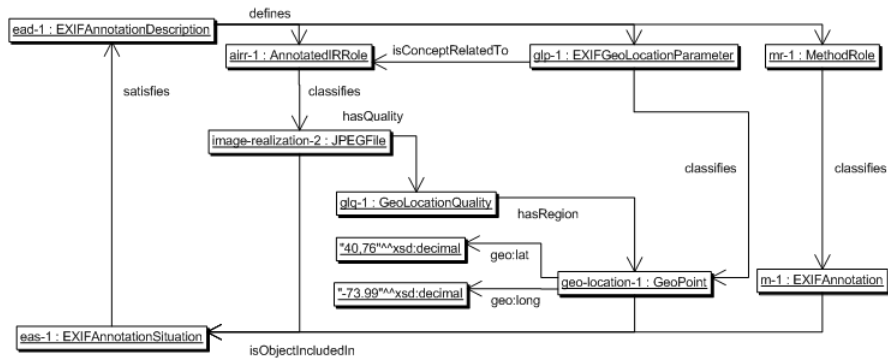 defines
ead-1 : EXIFAnnotationDescription
airr-1 : AnnotatedIRRole
isConceptRelatedTo
glp-1 : EXIFGeoLocationParameter
mr-1 : MethodRole
satisfies
classifies
hasQuality
image-realization-2 : JPEGFile
classifies
classifies
glq-1 : GeoLocationQuality
hasRegion
"40,76"^^xsd:decimal
geo:lat
"-73.99"^^xsd:decimal
geo:long
geo-location-1 : GeoPoint
m-1 : EXIFAnnotation
eas-1 : EXIFAnnotationSituation
isObjectIncludedIn